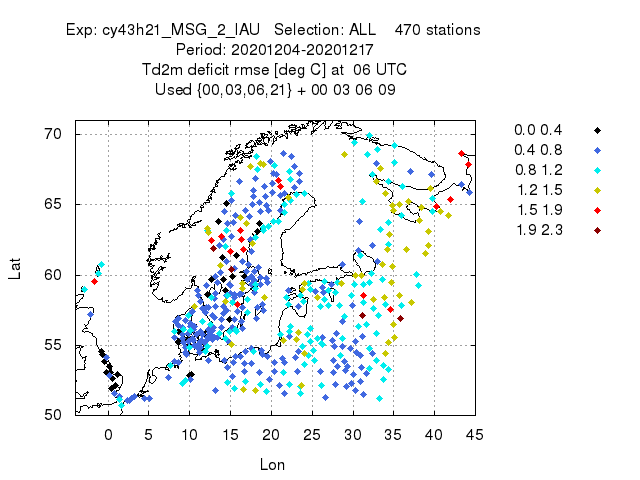 Exp: cy43h21_MSG_2_IAU Selection: ALL 470 stations
Period: 20201204-20201217
Td2m deficit rmse [deg C] at 06 UTC
Used {00,03,06,21} + 00 03 06 09
0.0 0.4
0.4 0.8
0.8 1.2
1.2 1.5
1.5 1.9
1.9 2.3
70
65
60
55
50
Lat
0 5 10 15 20 25 30 35 40 45
Lon